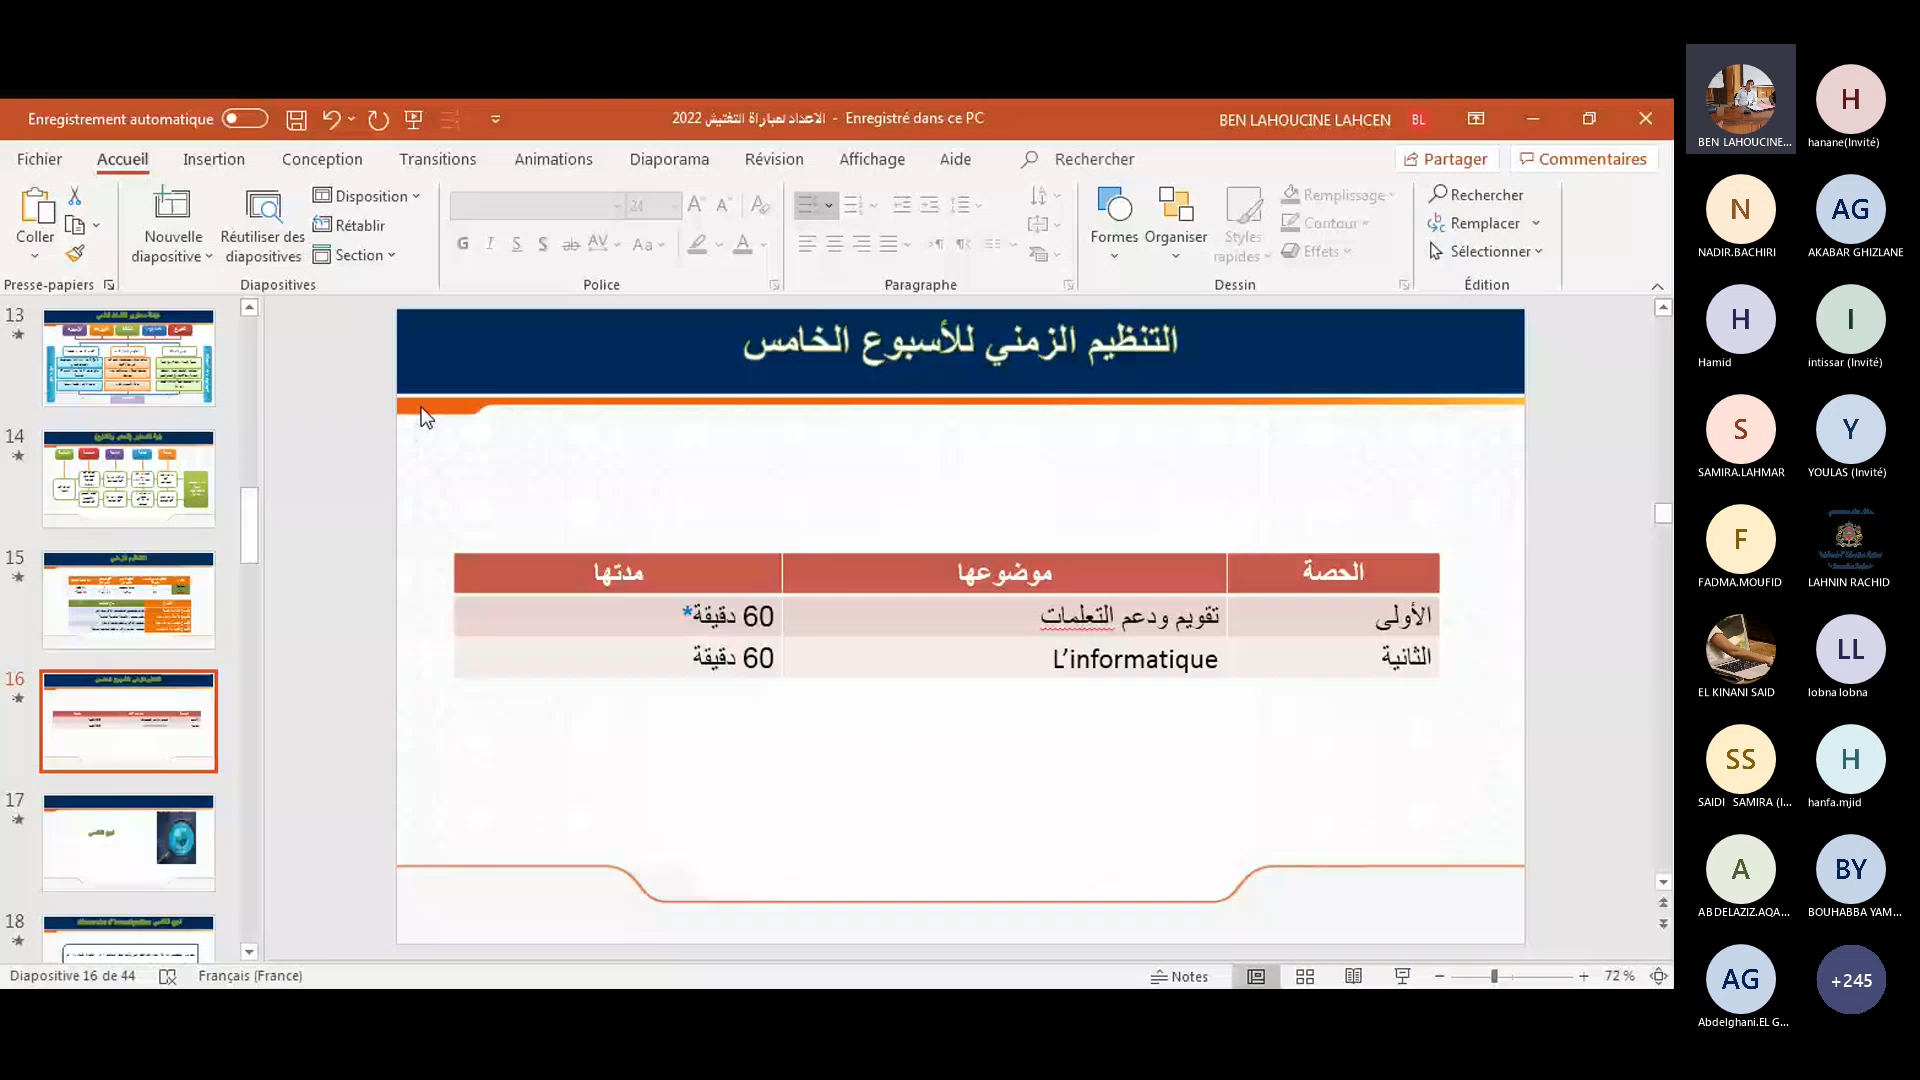 Enregistrement automatique
الاعداد لمباراة التفتيش 2022 - Enregistré dans ce PC
BEN LAHOUCINE LAHCEN BL
Fichier Accueil Insertion Conception Transitions Animations Diaporama Révision Affichage Aide Rechercher Partager Commentaires
Coller
Presse-papiers
Nouvelle diapositive
Réutiliser des diapositives
Disposition
Rétablir
Section
Diapositives
24
G I S S ab AV Aa A
Police
Paragraphe
Formes
Organiser
Styles rapides
Remplissage
Contour
Effets
Dessin
Rechercher
Remplacer
Sélectionner
Édition
13
14
15
16
17
18
التنظيم الزمني للأسبوع الخامس
الحصة موضوعها مدتها
الأولى تقويم ودعم التعلمات 60 دقيقة*
الثانية L'informatique 60 دقيقة
Diapositive 16 de 44 Français (France) Notes 72 %
BEN LAHOUCINE...
H
hanane(Invité)
N
NADIR.BACHIRI
AG
AKABAR GHIZLANE
H
Hamid
I
intissar (Invité)
S
SAMIRA.LAHMAR
Y
YOULAS (Invité)
F
FADMA.MOUFID
LAHNIN RACHID
EL KINANI SAID
LL
lobna lobna
SS
SAIDI SAMIRA (I...
H
hanfa.mjid
A
ABDELAZIZ.AQA...
BY
BOUHABBA YAM...
AG
Abdelghani.EL G...
+245